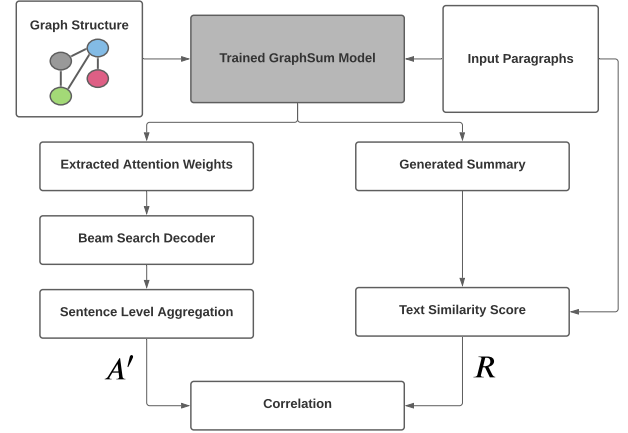 Graph Structure
Trained GraphSum Model
Input Paragraphs
Extracted Attention Weights
Generated Summary
Beam Search Decoder
Sentence Level Aggregation
Text Similarity Score
A′
R
Correlation